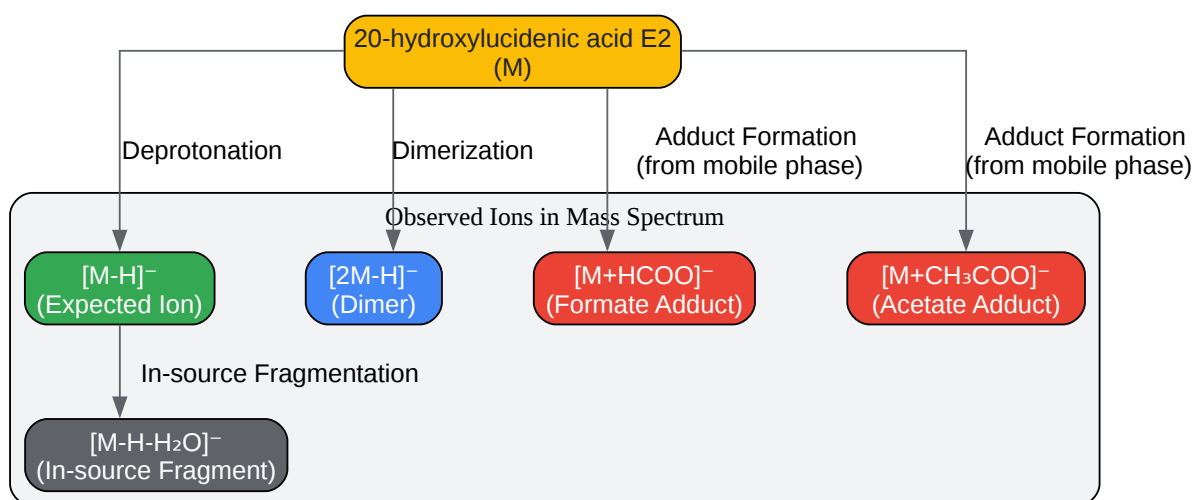 20-hydroxylucidenic acid E2
(M)
Deprotonation
Dimerization
Adduct Formation
(from mobile phase)
Adduct Formation
(from mobile phase)
Observed Ions in Mass Spectrum
[M-H]⁻
(Expected Ion)
[2M-H]⁻
(Dimer)
[M+HCOO]⁻
(Formate Adduct)
[M+CH₃COO]⁻
(Acetate Adduct)
In-source Fragmentation
[M-H-H₂O]⁻
(In-source Fragment)